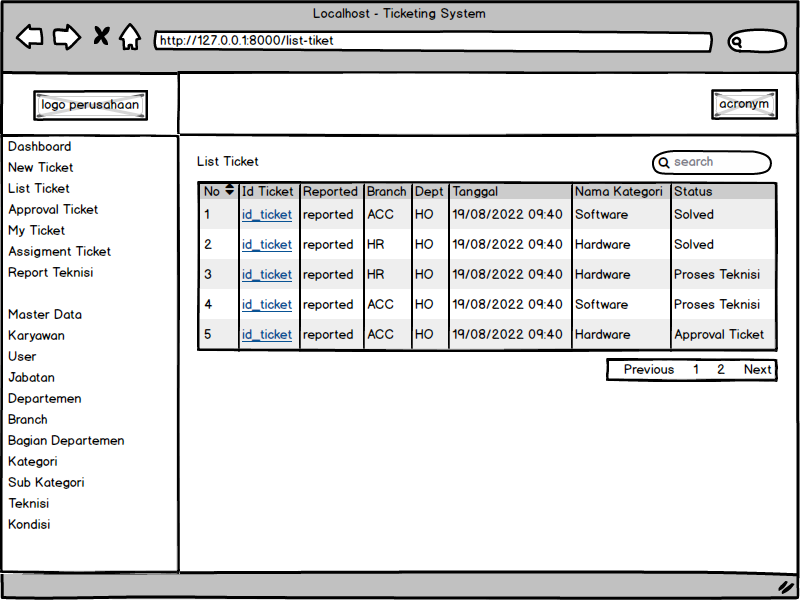 Localhost - Ticketing System
http://127.0.0.1:8000/list-tiket
logo perusahaan
acronym
Dashboard
New Ticket
List Ticket
Approval Ticket
My Ticket
Assigment Ticket
Report Teknisi
Master Data
Karyawan
User
Jabatan
Departemen
Branch
Bagian Departemen
Kategori
Sub Kategori
Teknisi
Kondisi
List Ticket
search
No Id Ticket Reported Branch Dept Tanggal Nama Kategori Status
1 id_ticket reported ACC HO 19/08/2022 09:40 Software Solved
2 id_ticket reported HR HO 19/08/2022 09:40 Hardware Solved
3 id_ticket reported HR HO 19/08/2022 09:40 Hardware Proses Teknisi
4 id_ticket reported ACC HO 19/08/2022 09:40 Software Proses Teknisi
5 id_ticket reported ACC HO 19/08/2022 09:40 Hardware Approval Ticket
Previous 1 2 Next